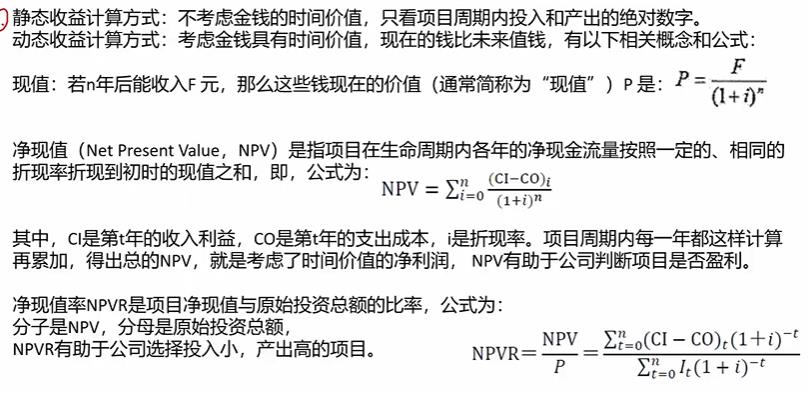 静态收益计算方式：不考虑金钱的时间价值，只看项目周期内投入和产出的绝对数字。
动态收益计算方式：考虑金钱具有时间价值，现在的钱比未来值钱，有以下相关概念和公式：
现值：若n年后能收入F 元，那么这些钱现在的价值（通常简称为“现值”）P 是： P = F / (1+i)^n
净现值（Net Present Value，NPV）是指项目在生命周期内各年的净现金流量按照一定的、相同的
折现率折现到初时的现值之和，即，公式为： NPV = ∑_{i=0}^{n} (CI−CO)_i / (1+i)^n
其中，CI是第t年的收入利益，CO是第t年的支出成本，i是折现率。项目周期内每一年都这样计算
再累加，得出总的NPV，就是考虑了时间价值的净利润， NPV有助于公司判断项目是否盈利。
净现值率NPVR是项目净现值与原始投资总额的比率，公式为：
分子是NPV，分母是原始投资总额，
NPVR有助于公司选择投入小，产出高的项目。 NPVR = NPV / P = ∑_{t=0}^{n} (CI − CO)_t (1+i)^{−t} / ∑_{t=0}^{n} I_t (1 + i)^{−t}